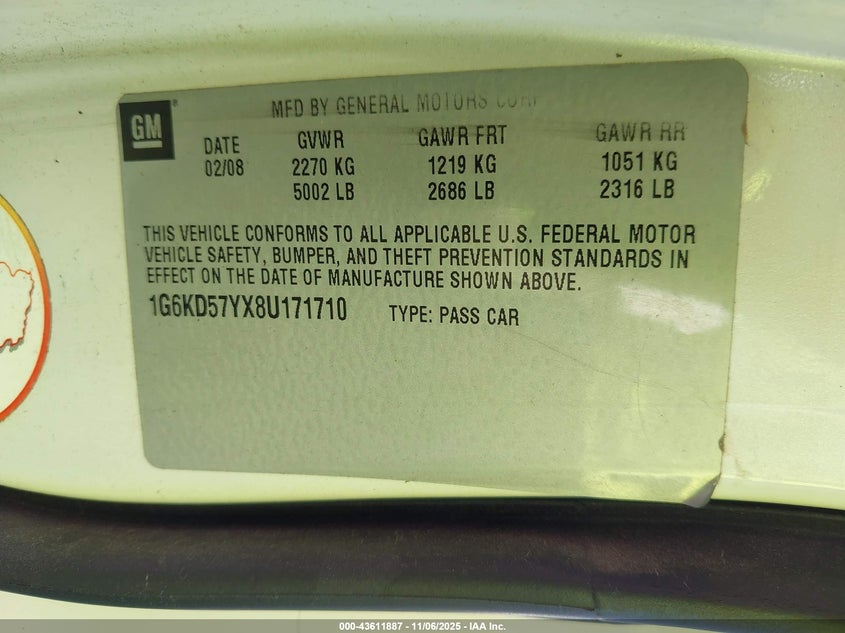 GM
MFD BY GENERAL MOTORS CORP
DATE GVWR GAWR FRT GAWR RR
02/08 2270 KG 1219 KG 1051 KG
5002 LB 2686 LB 2316 LB
THIS VEHICLE CONFORMS TO ALL APPLICABLE U.S. FEDERAL MOTOR
VEHICLE SAFETY, BUMPER, AND THEFT PREVENTION STANDARDS IN
EFFECT ON THE DATE OF MANUFACTURE SHOWN ABOVE.
1G6KD57YX8U171710 TYPE: PASS CAR
000-43611887 - 11/06/2025 - IAA Inc.